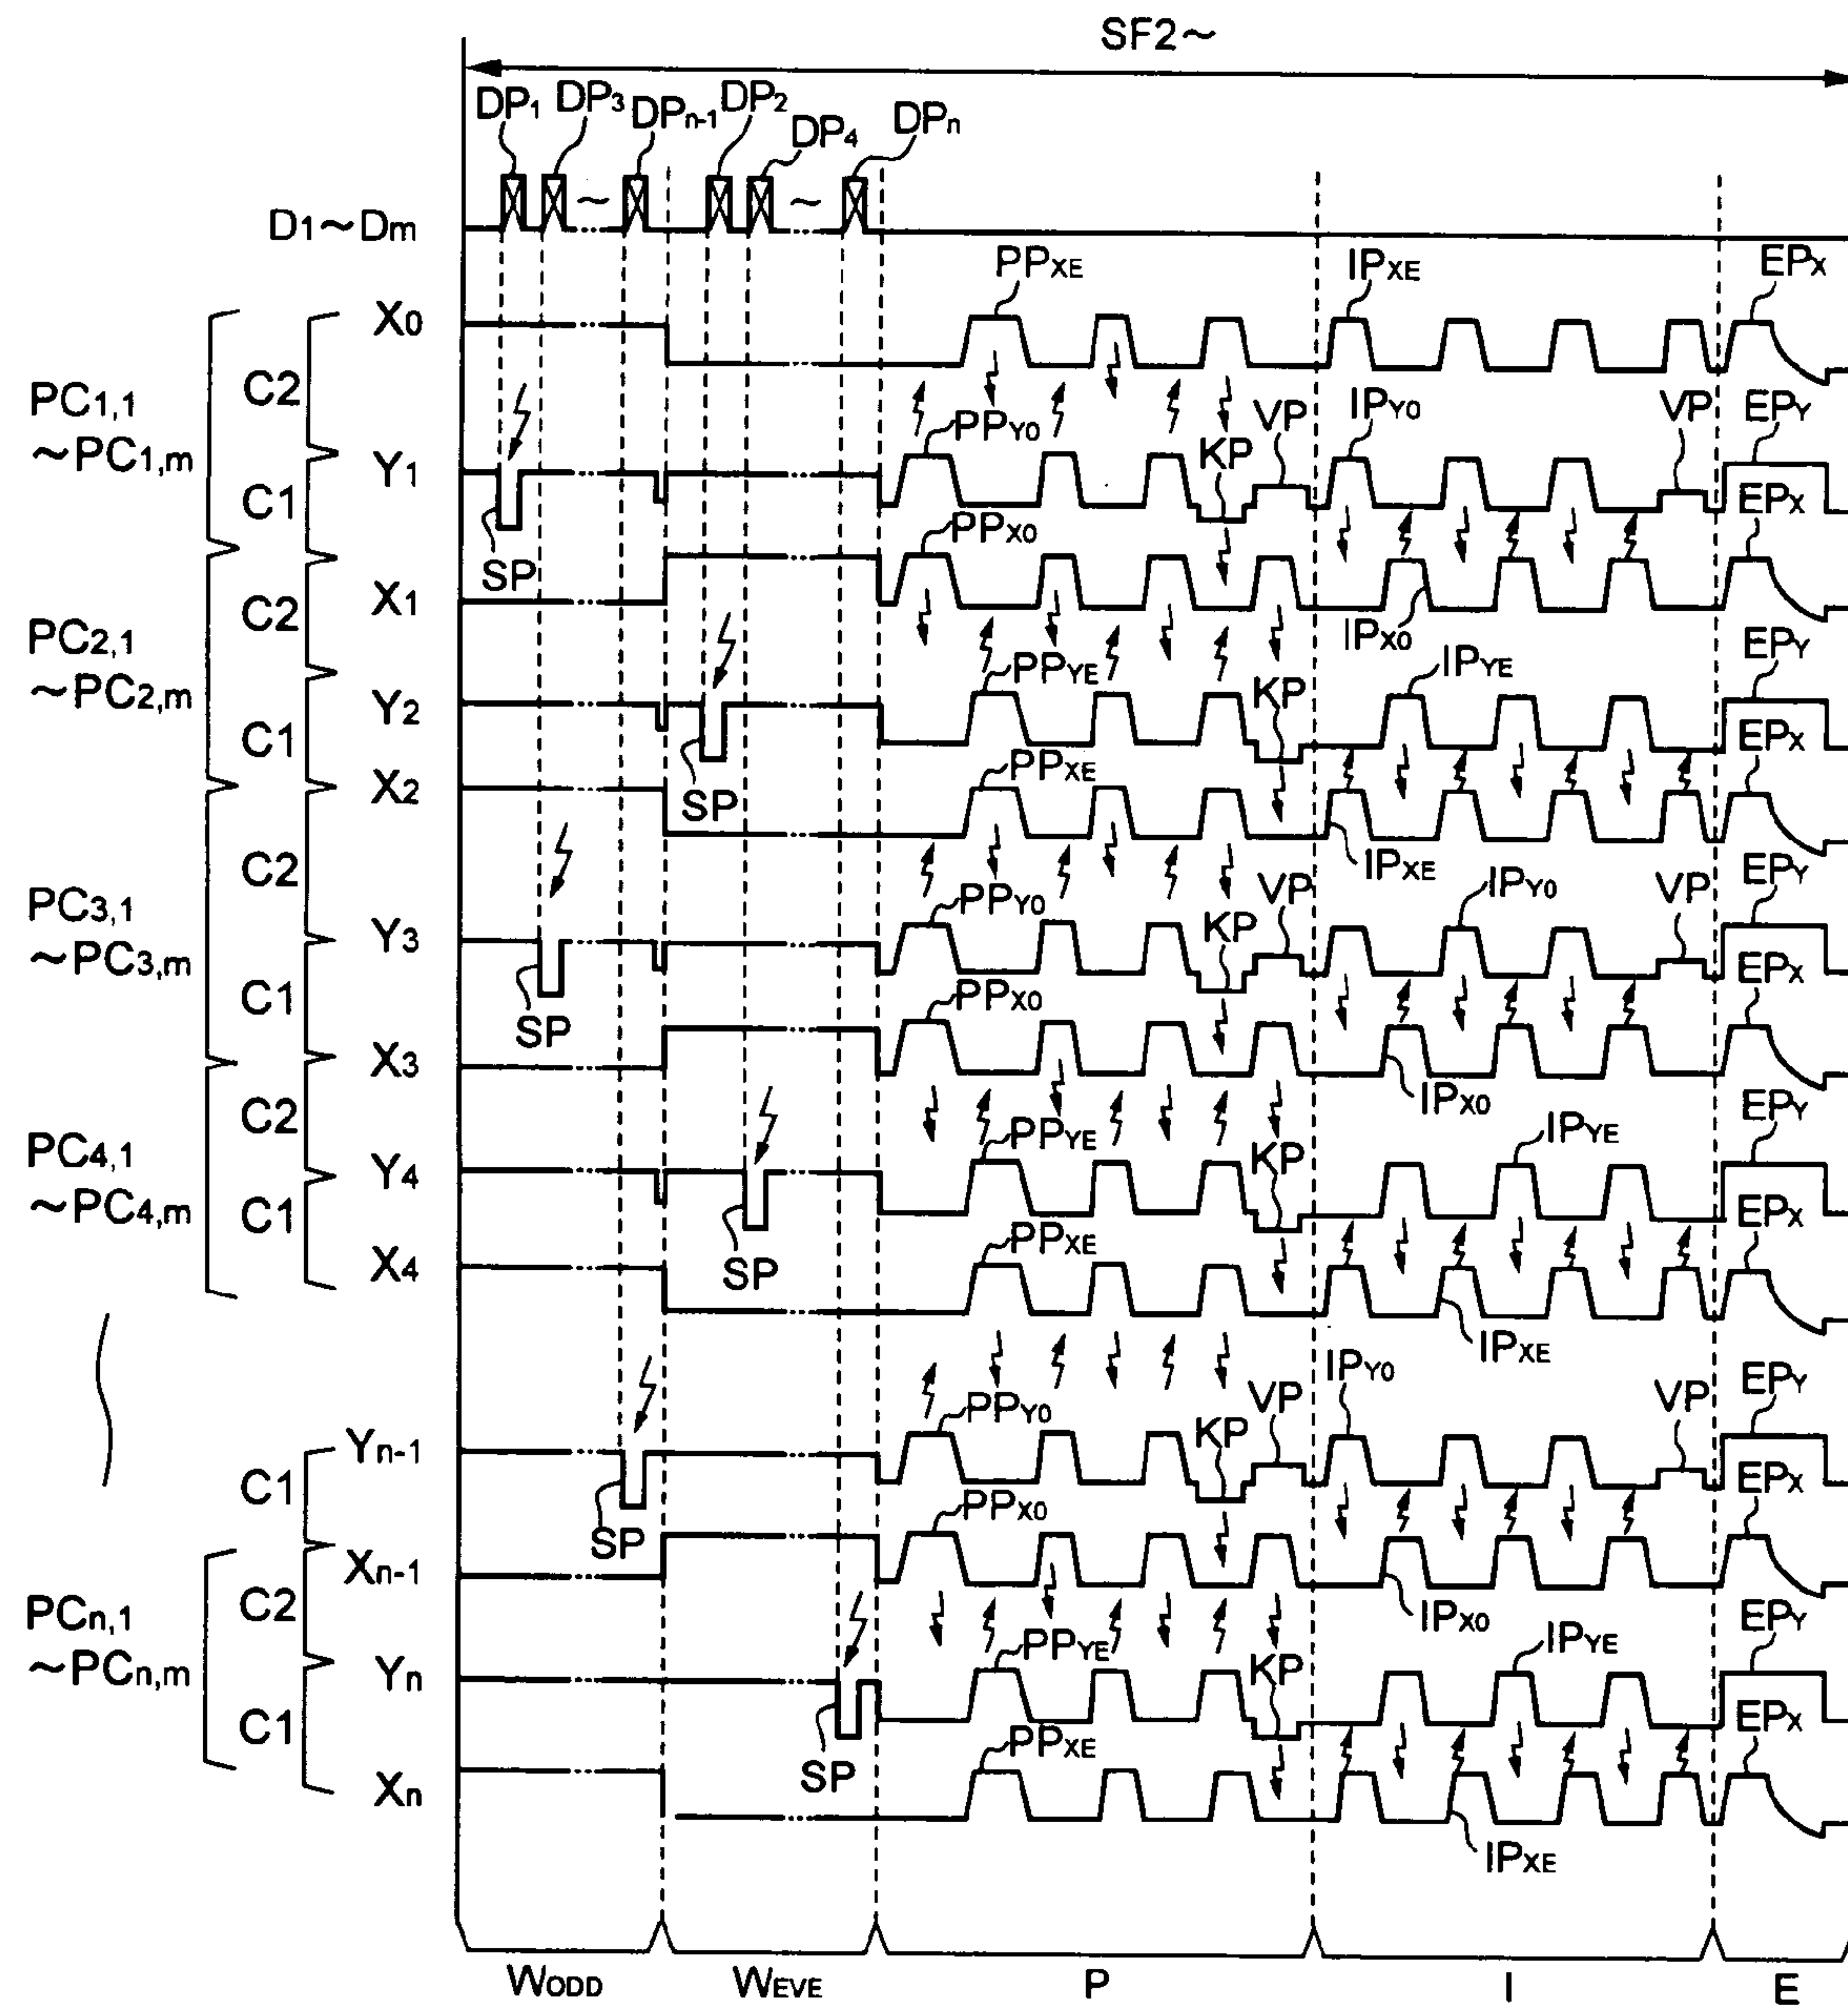 SF2～
DP1 DP3 DPn-1 DP2 DP4 DPn
D1～Dm
PPXE IPXE EPX
X0
C2
PC1,1
～PC1,m
PPY0 KP VP IPY0 VP EPY
Y1
C1
SP PPX0 EPX
X1
C2 IPX0
PC2,1
～PC2,m
PPYE KP IPYE EPY
Y2
C1
SP PPXE EPX
X2
C2 IPXE
PC3,1
～PC3,m
PPY0 KP VP IPY0 VP EPY
Y3
C1
SP PPX0 EPX
X3
C2 IPX0
PC4,1
～PC4,m
PPYE KP IPYE EPY
Y4
C1
SP PPXE EPX
X4
IPXE
PPY0 KP VP IPY0 VP EPY
Yn-1
C1
SP PPX0 EPX
Xn-1
C2 IPX0
PCn,1
～PCn,m
PPYE KP IPYE EPY
Yn
C1
SP PPXE EPX
Xn
IPXE
WODD WEVE P I E